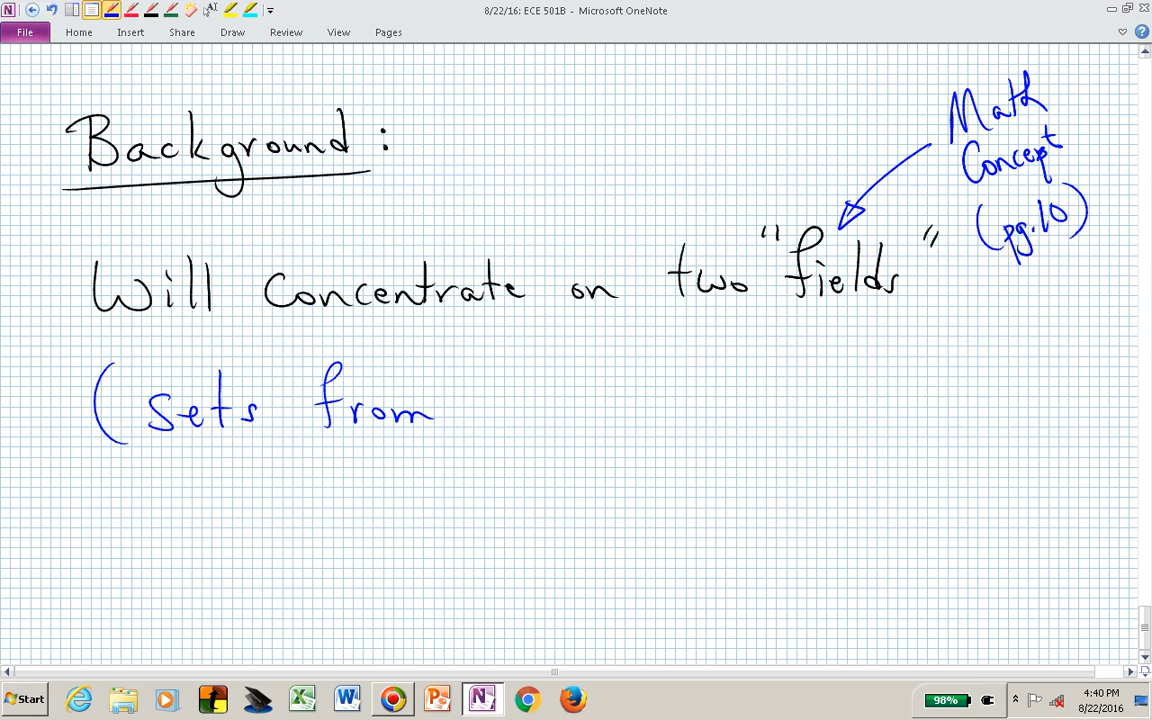 8/22/16: ECE 501B - Microsoft OneNote
File Home Insert Share Draw Review View Pages
Background:
Math
Concept
(pg.10)
Will concentrate on two "fields"
(sets from
Start
98%
4:40 PM
8/22/2016